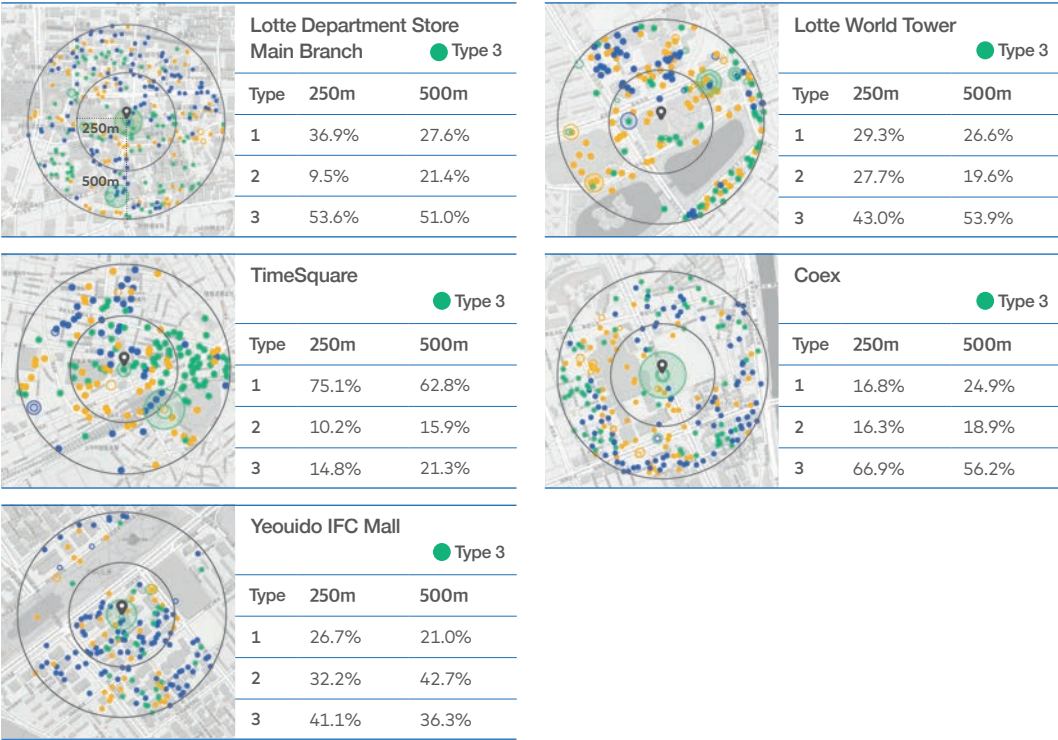 250m
500m
Lotte Department Store
Main Branch
Type 3
Type 250m 500m
1 36.9% 27.6%
2 9.5% 21.4%
3 53.6% 51.0%
Lotte World Tower
Type 3
Type 250m 500m
1 29.3% 26.6%
2 27.7% 19.6%
3 43.0% 53.9%
TimeSquare
Type 3
Type 250m 500m
1 75.1% 62.8%
2 10.2% 15.9%
3 14.8% 21.3%
Coex
Type 3
Type 250m 500m
1 16.8% 24.9%
2 16.3% 18.9%
3 66.9% 56.2%
Yeouido IFC Mall
Type 3
Type 250m 500m
1 26.7% 21.0%
2 32.2% 42.7%
3 41.1% 36.3%